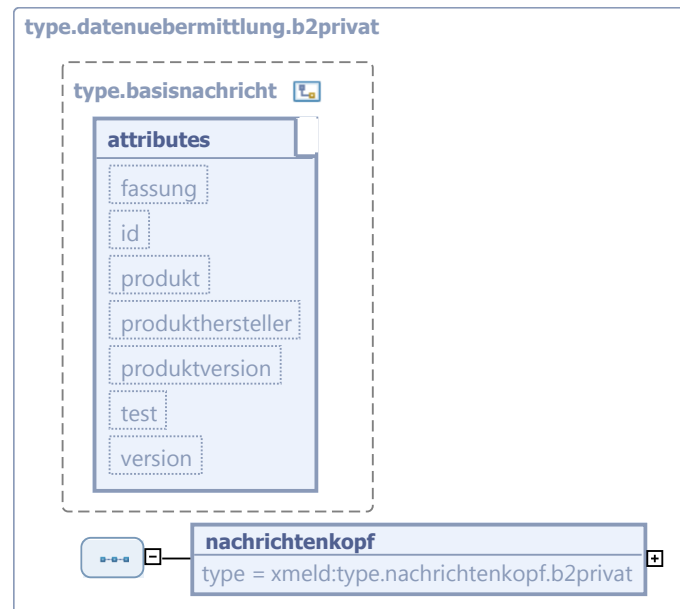 type.datenuebermittlung.b2privat
type.basisnachricht
attributes
fassung
id
produkt
produkthersteller
produktversion
test
version
nachrichtenkopf
type = xmeld:type.nachrichtenkopf.b2privat